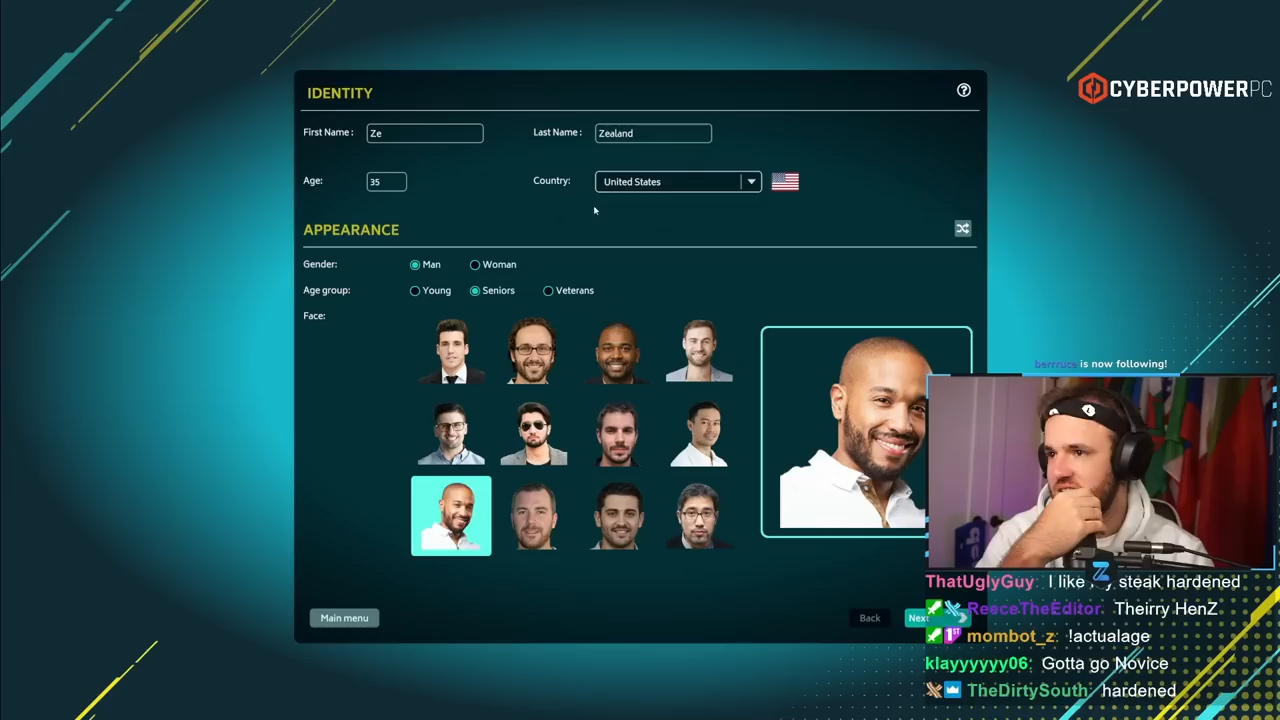 IDENTITY
CYBERPOWERPC
First Name :
Ze
Last Name :
Zealand
Age:
35
Country:
United States
APPEARANCE
Gender:
Man
Woman
Age group:
Young
Seniors
Veterans
Face:
berrruce is now following!
ThatUglyGuy: I like steak hardened
ReeceTheEditor: Theirry HenZ
mombot_z: !actualage
klayyyyyy06: Gotta go Novice
TheDirtySouth: hardened
Main menu
Back
Next